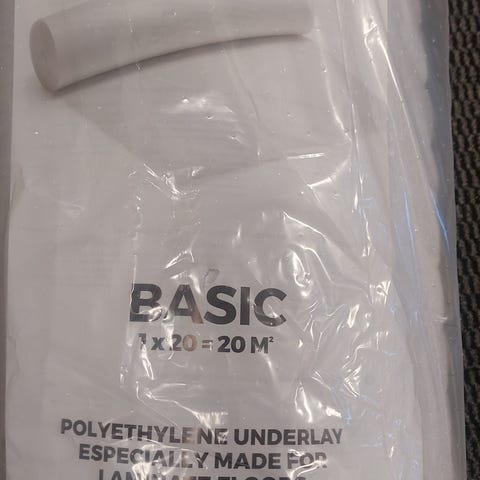 BASIC
1 x 20 = 20 M²
POLYETHYLENE UNDERLAY
ESPECIALLY MADE FOR
LAMINATE FLOORS